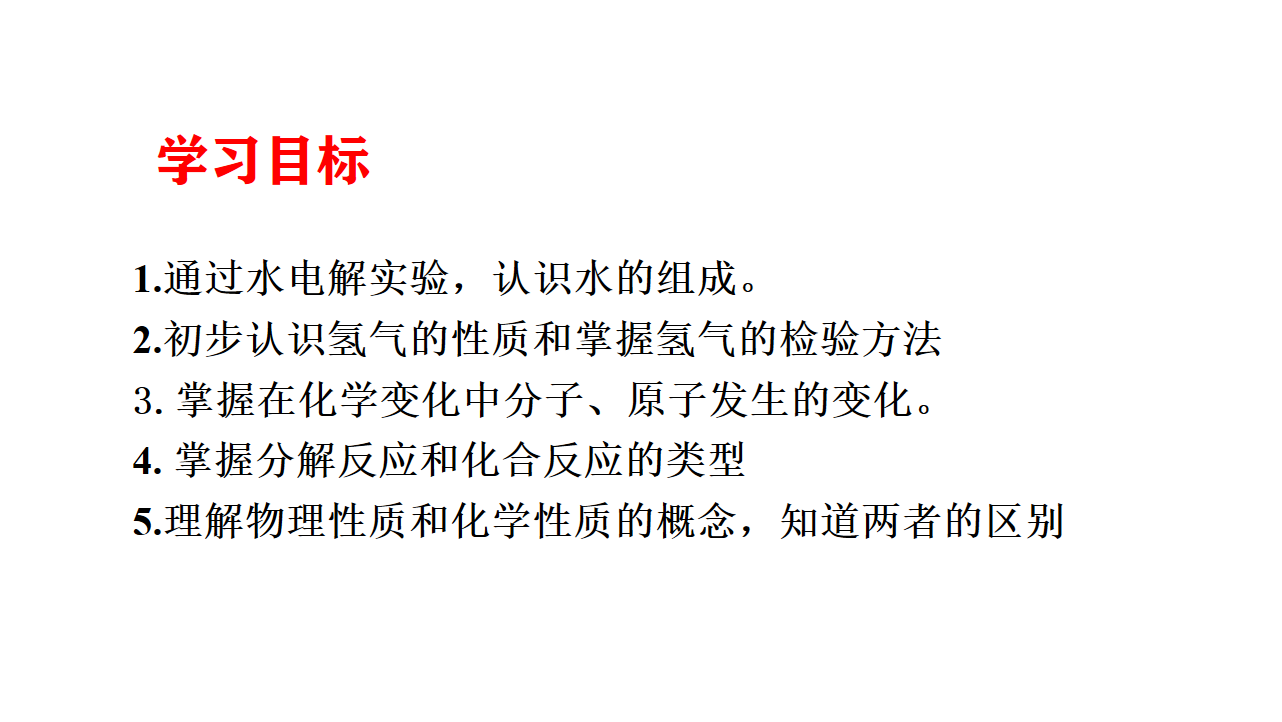 学习目标
1.通过水电解实验，认识水的组成。
2.初步认识氢气的性质和掌握氢气的检验方法
3. 掌握在化学变化中分子、原子发生的变化。
4. 掌握分解反应和化合反应的类型
5.理解物理性质和化学性质的概念，知道两者的区别